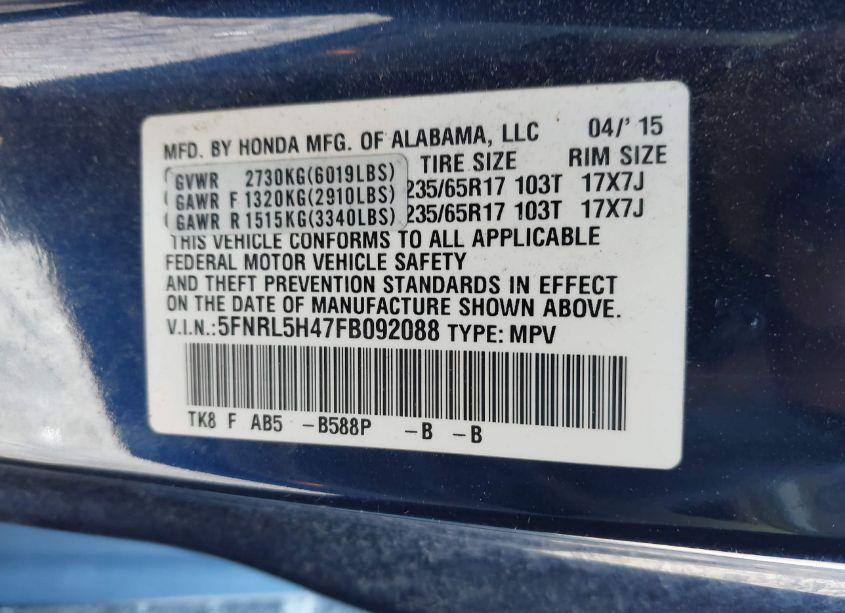 MFD. BY HONDA MFG. OF ALABAMA, LLC 04/' 15
TIRE SIZE RIM SIZE
GVWR 2730KG(6019LBS)
GAWR F 1320KG(2910LBS) 235/65R17 103T 17X7J
GAWR R 1515KG(3340LBS) 235/65R17 103T 17X7J
THIS VEHICLE CONFORMS TO ALL APPLICABLE
FEDERAL MOTOR VEHICLE SAFETY
AND THEFT PREVENTION STANDARDS IN EFFECT
ON THE DATE OF MANUFACTURE SHOWN ABOVE.
V.I.N.:5FNRL5H47FB092088 TYPE: MPV
TK8 F AB5 -B588P -B -B